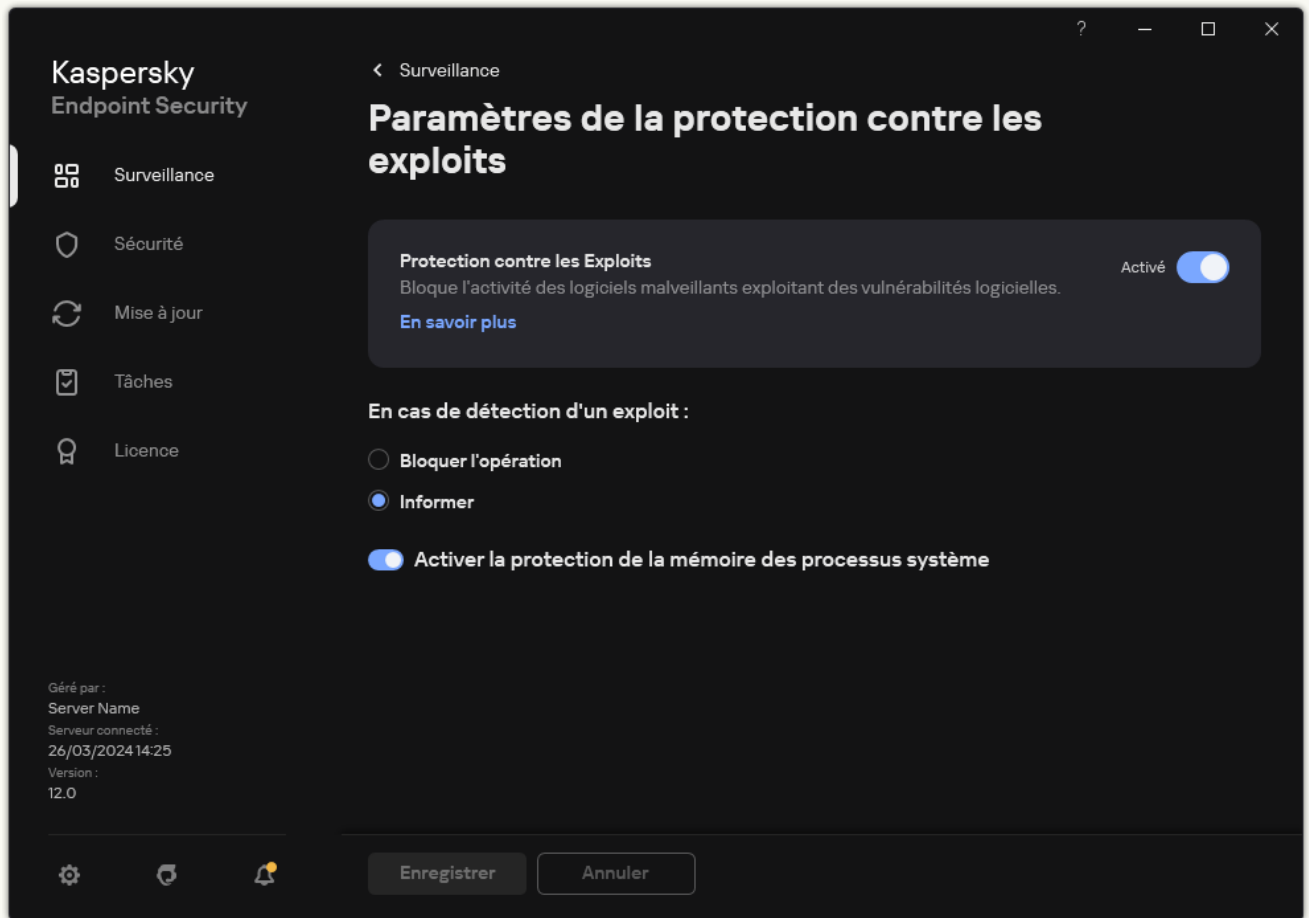 ?
Kaspersky
Endpoint Security
Surveillance
Sécurité
Mise à jour
Tâches
Licence
Géré par :
Server Name
Serveur connecté :
26/03/2024 14:25
Version :
12.0
Surveillance
Paramètres de la protection contre les
exploits
Protection contre les Exploits
Activé
Bloque l'activité des logiciels malveillants exploitant des vulnérabilités logicielles.
En savoir plus
En cas de détection d'un exploit :
Bloquer l'opération
Informer
Activer la protection de la mémoire des processus système
Enregistrer
Annuler